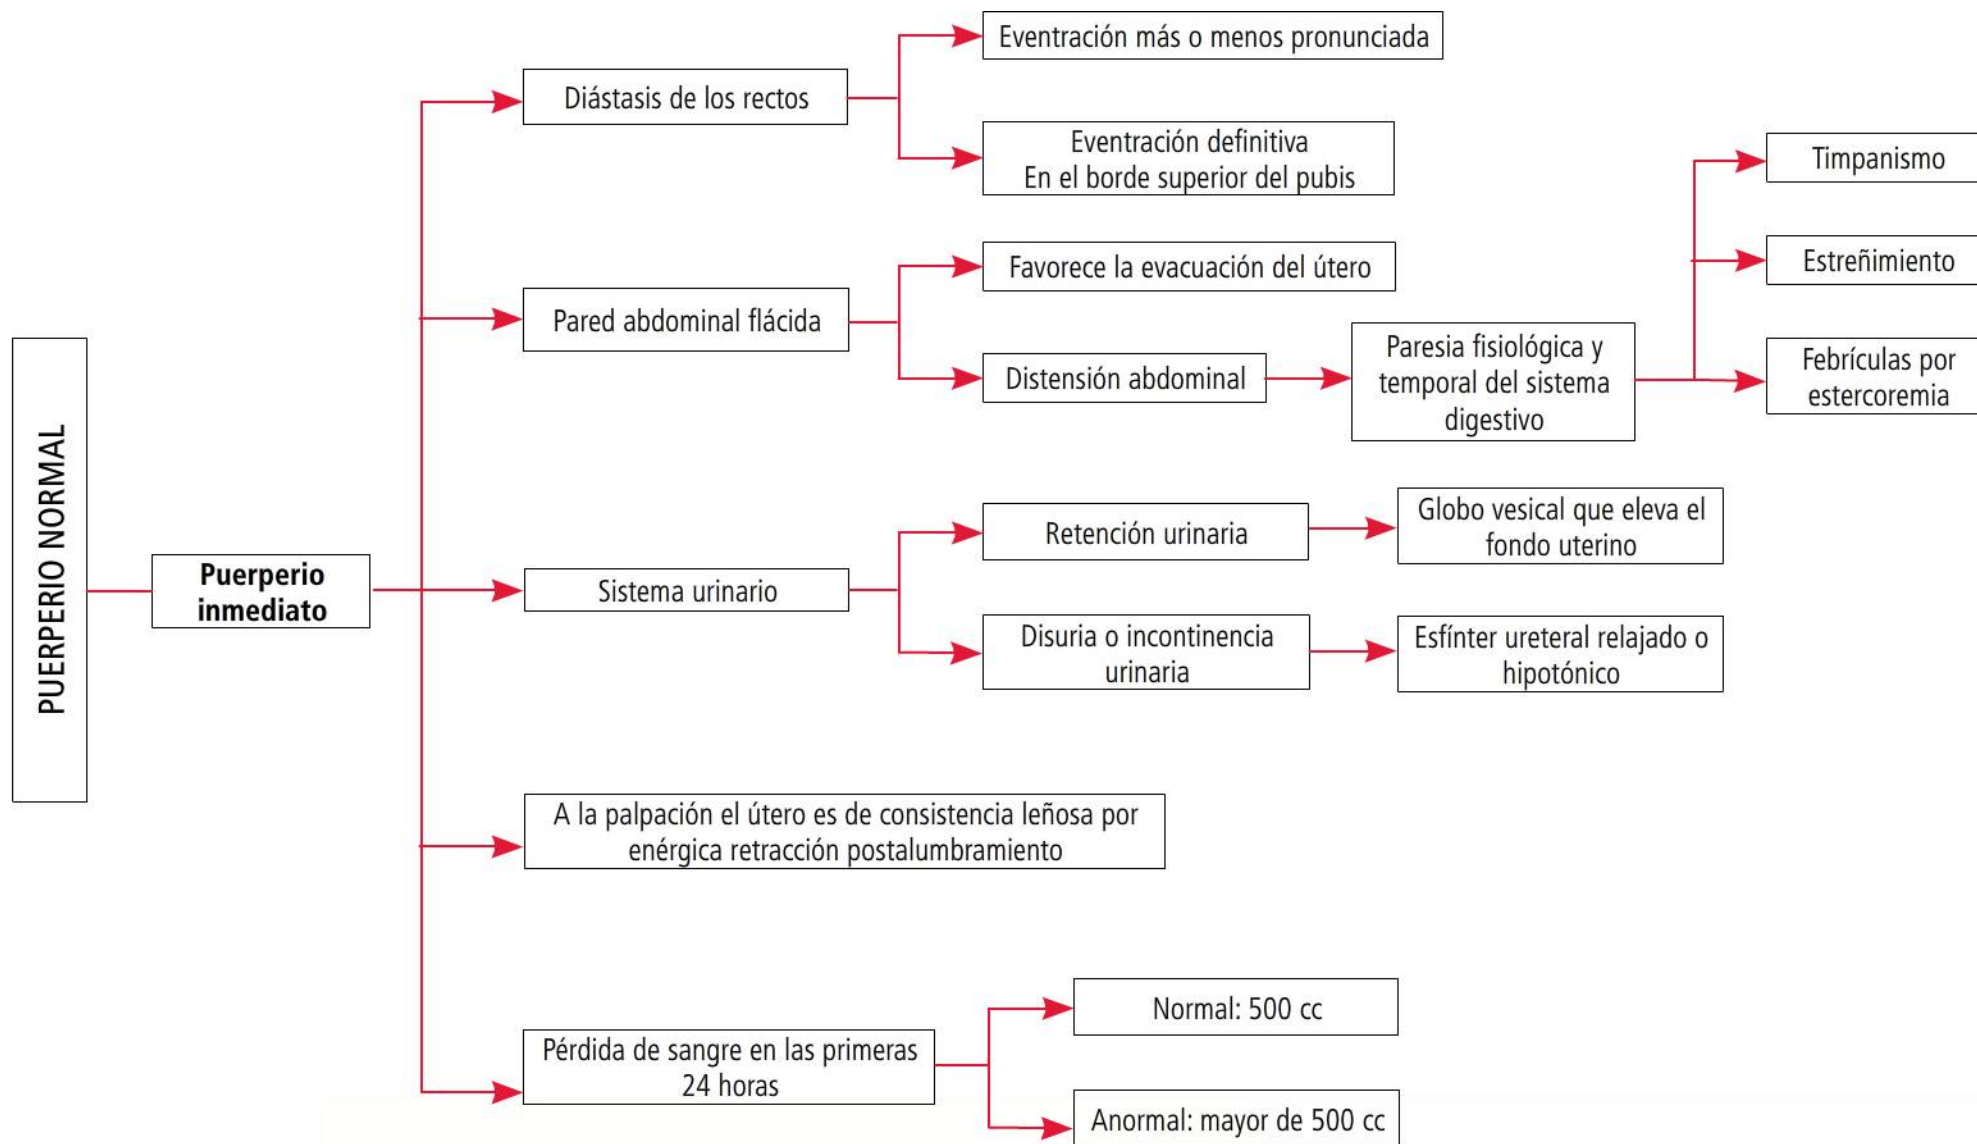 PUERPERIO NORMAL
Puerperio
inmediato
Diástasis de los rectos
Eventración más o menos pronunciada
Eventración definitiva
En el borde superior del pubis
Pared abdominal flácida
Favorece la evacuación del útero
Distensión abdominal
Paresia fisiológica y
temporal del sistema
digestivo
Timpanismo
Estreñimiento
Febrículas por
estercoremia
Sistema urinario
Retención urinaria
Globo vesical que eleva el
fondo uterino
Disuria o incontinencia
urinaria
Esfínter ureteral relajado o
hipotónico
A la palpación el útero es de consistencia leñosa por
enérgica retracción postalumbramiento
Pérdida de sangre en las primeras
24 horas
Normal: 500 cc
Anormal: mayor de 500 cc